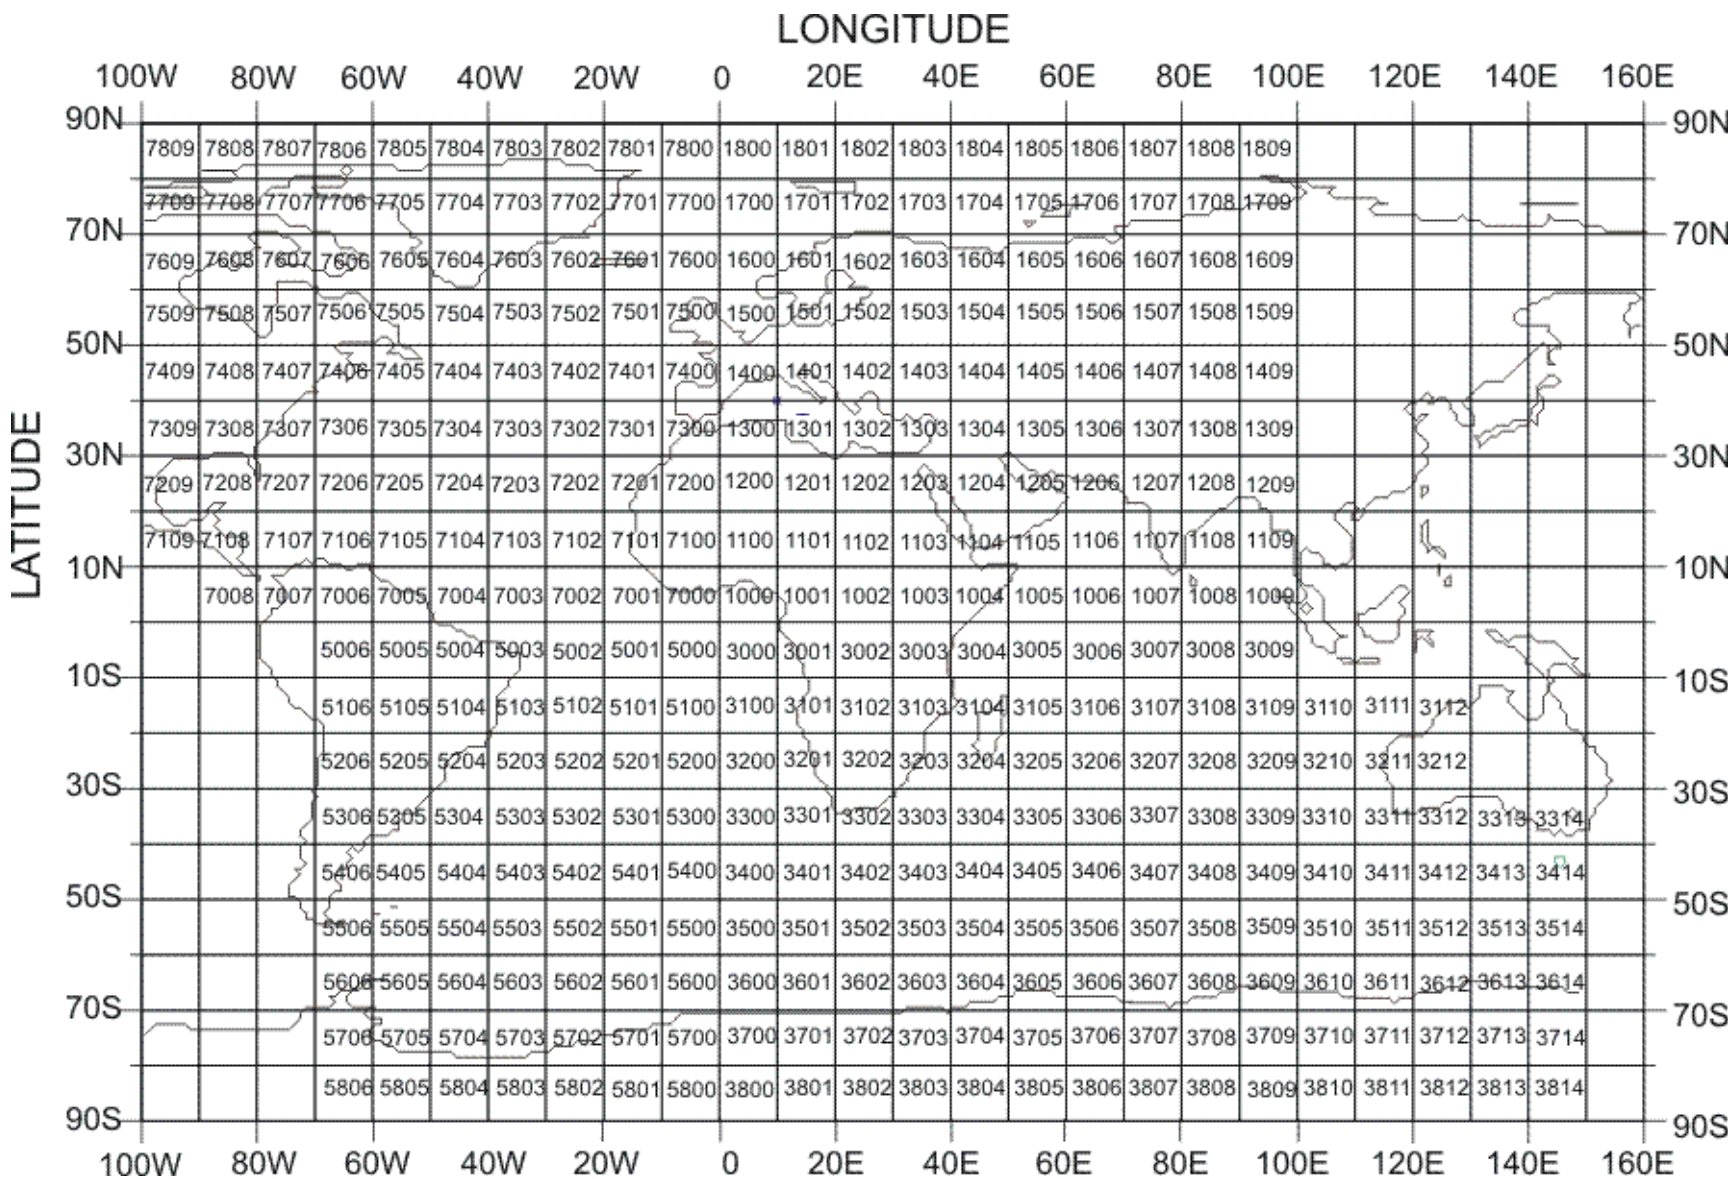 LONGITUDE
100W 80W 60W 40W 20W 0 20E 40E 60E 80E 100E 120E 140E 160E
90N 90N
7809 7808 7807 7806 7805 7804 7803 7802 7801 7800 1800 1801 1802 1803 1804 1805 1806 1807 1808 1809
7709 7708 7707 7706 7705 7704 7703 7702 7701 7700 1700 1701 1702 1703 1704 1705 1706 1707 1708 1709
70N 70N
7609 7608 7607 7606 7605 7604 7603 7602 7601 7600 1600 1601 1602 1603 1604 1605 1606 1607 1608 1609
7509 7508 7507 7506 7505 7504 7503 7502 7501 7500 1500 1501 1502 1503 1504 1505 1506 1507 1508 1509
50N 50N
7409 7408 7407 7406 7405 7404 7403 7402 7401 7400 1400 1401 1402 1403 1404 1405 1406 1407 1408 1409
7309 7308 7307 7306 7305 7304 7303 7302 7301 7300 1300 1301 1302 1303 1304 1305 1306 1307 1308 1309
30N 30N
7209 7208 7207 7206 7205 7204 7203 7202 7201 7200 1200 1201 1202 1203 1204 1205 1206 1207 1208 1209
LATITUDE
7109 7108 7107 7106 7105 7104 7103 7102 7101 7100 1100 1101 1102 1103 1104 1105 1106 1107 1108 1109
10N 10N
7008 7007 7006 7005 7004 7003 7002 7001 7000 1000 1001 1002 1003 1004 1005 1006 1007 1008 1009
5006 5005 5004 5003 5002 5001 5000 3000 3001 3002 3003 3004 3005 3006 3007 3008 3009
10S 10S
5106 5105 5104 5103 5102 5101 5100 3100 3101 3102 3103 3104 3105 3106 3107 3108 3109 3110 3111 3112
5206 5205 5204 5203 5202 5201 5200 3200 3201 3202 3203 3204 3205 3206 3207 3208 3209 3210 3211 3212
30S 30S
5306 5305 5304 5303 5302 5301 5300 3300 3301 3302 3303 3304 3305 3306 3307 3308 3309 3310 3311 3312 3313 3314
5406 5405 5404 5403 5402 5401 5400 3400 3401 3402 3403 3404 3405 3406 3407 3408 3409 3410 3411 3412 3413 3414
50S 50S
5506 5505 5504 5503 5502 5501 5500 3500 3501 3502 3503 3504 3505 3506 3507 3508 3509 3510 3511 3512 3513 3514
5606 5605 5604 5603 5602 5601 5600 3600 3601 3602 3603 3604 3605 3606 3607 3608 3609 3610 3611 3612 3613 3614
70S 70S
5706 5705 5704 5703 5702 5701 5700 3700 3701 3702 3703 3704 3705 3706 3707 3708 3709 3710 3711 3712 3713 3714
5806 5805 5804 5803 5802 5801 5800 3800 3801 3802 3803 3804 3805 3806 3807 3808 3809 3810 3811 3812 3813 3814
90S 90S
100W 80W 60W 40W 20W 0 20E 40E 60E 80E 100E 120E 140E 160E